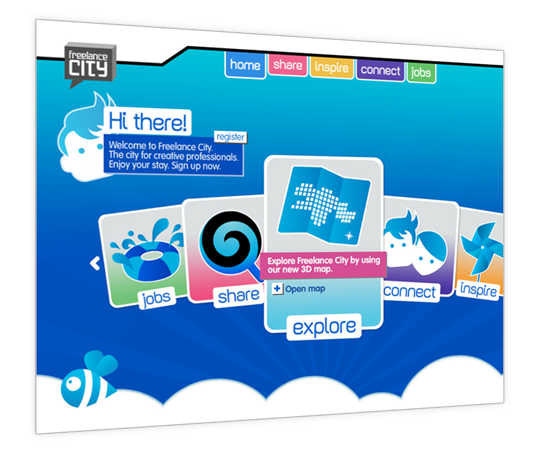 freelance
CITY
home share inspire connect jobs
Hi there!
register
Welcome to Freelance City.
The city for creative professionals.
Enjoy your stay. Sign up now.
Explore Freelance City by using
our new 3D map.
Open map
jobs share explore connect inspire